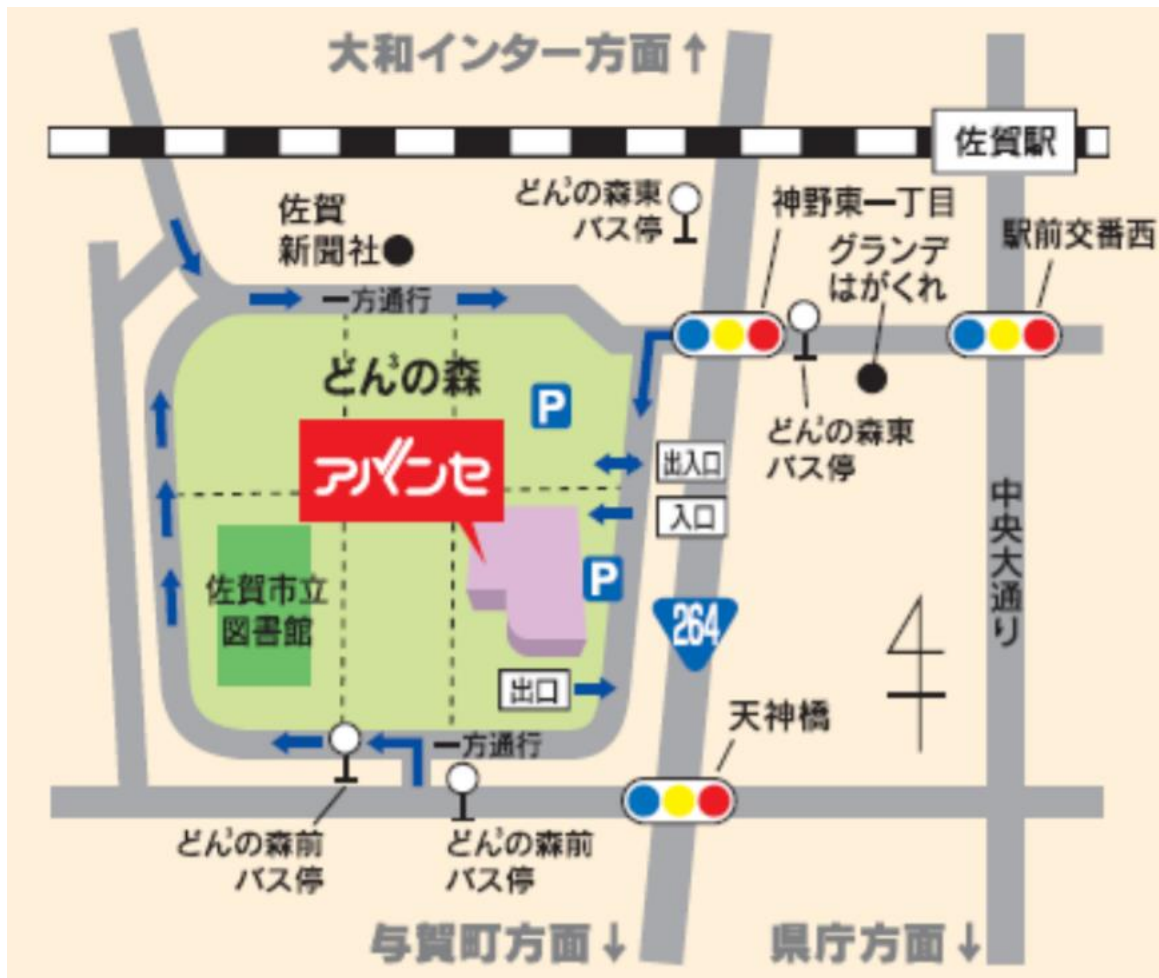 大和インター方面↑
佐賀駅
どん³の森東
バス停
神野東一丁目
駅前交番西
佐賀
新聞社
グランデ
はがくれ
一方通行
どん³の森
P
アバンセ
出入口
どん³の森東
バス停
入口
中央大通り
佐賀市立
図書館
P
264
出口
天神橋
一方通行
どん³の森前
バス停
どん³の森前
バス停
与賀町方面↓
県庁方面↓